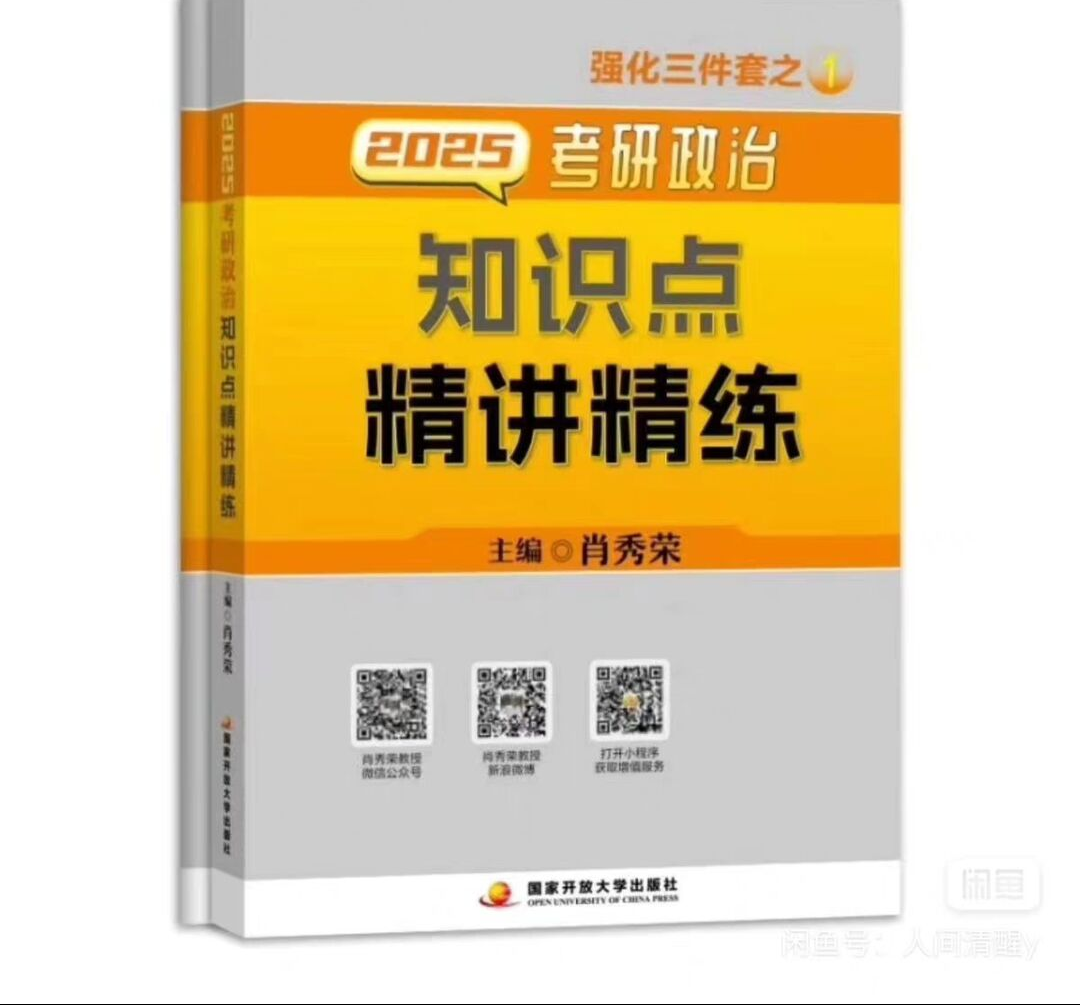 强化三件套之1
2025 考研政治
知识点
精讲精练
主编◎肖秀荣
肖秀荣教授
微信公众号
肖秀荣教授
新浪微博
打开小程序
获取增值服务
国家开放大学出版社
OPEN UNIVERSITY OF CHINA PRESS
2025考研政治知识点精讲精练
主编◎肖秀荣
国家开放大学出版社
闲鱼
闲鱼号：人间清醒y